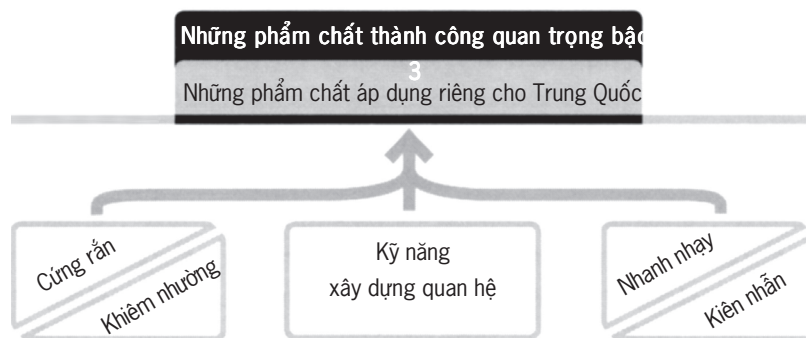 Những phẩm chất thành công quan trọng bậc
3
Những phẩm chất áp dụng riêng cho Trung Quốc
Cứng rắn
Khiêm nhường
Kỹ năng
xây dựng quan hệ
Nhanh nhạy
Kiên nhẫn